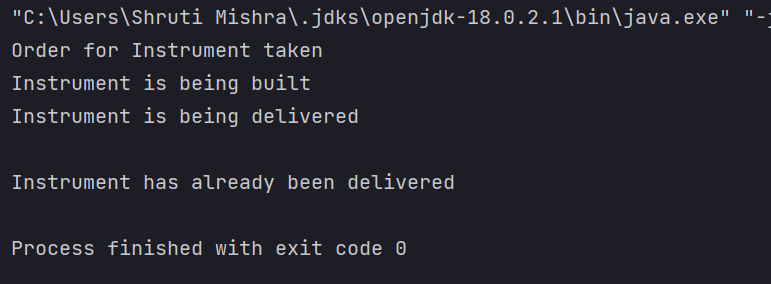 "C:\Users\Shruti Mishra\.jdks\openjdk-18.0.2.1\bin\java.exe" "-j
Order for Instrument taken
Instrument is being built
Instrument is being delivered
Instrument has already been delivered
Process finished with exit code 0